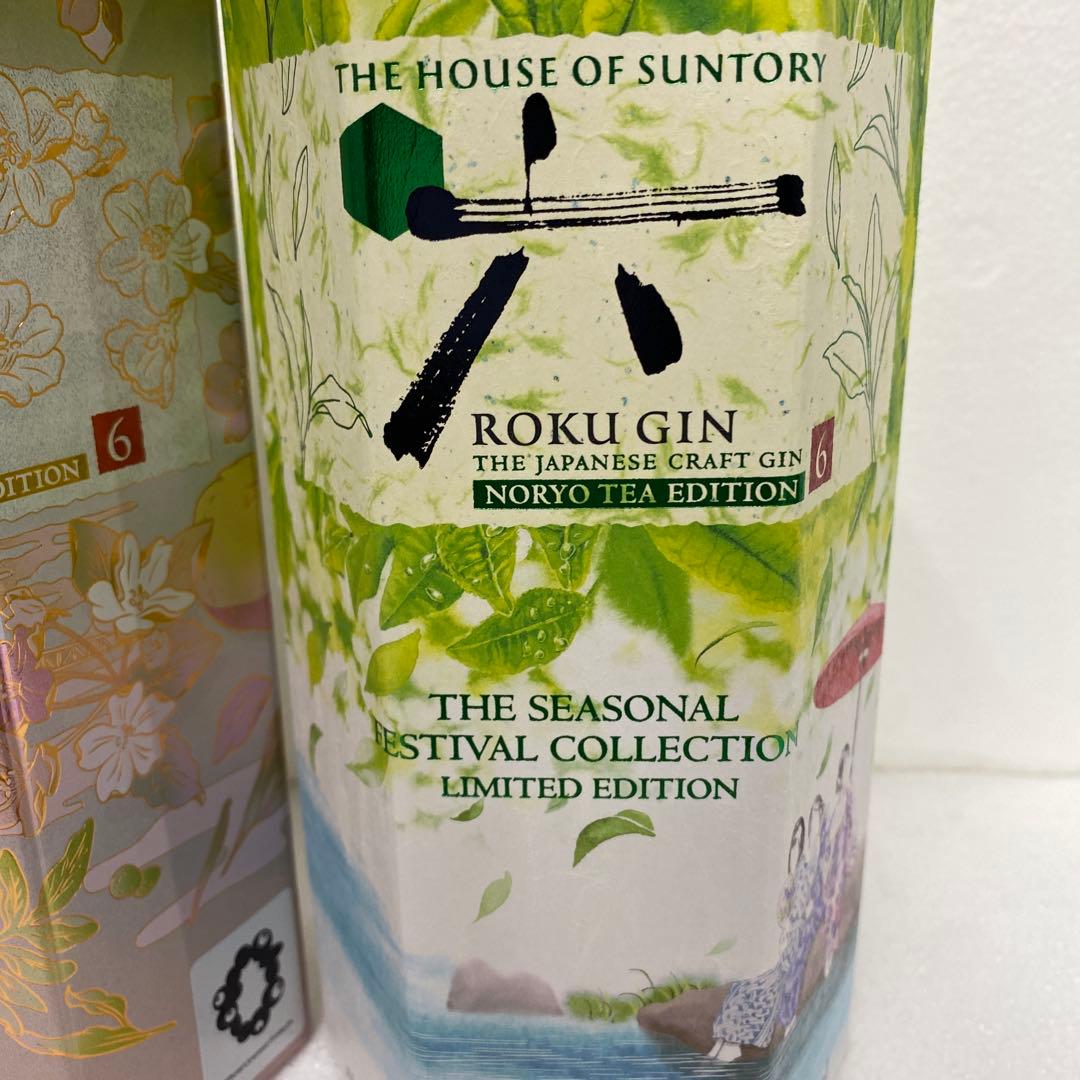 THE HOUSE OF SUNTORY
六
ROKU GIN
THE JAPANESE CRAFT GIN
6
NORYO TEA EDITION
THE SEASONAL
FESTIVAL COLLECTION
LIMITED EDITION
6